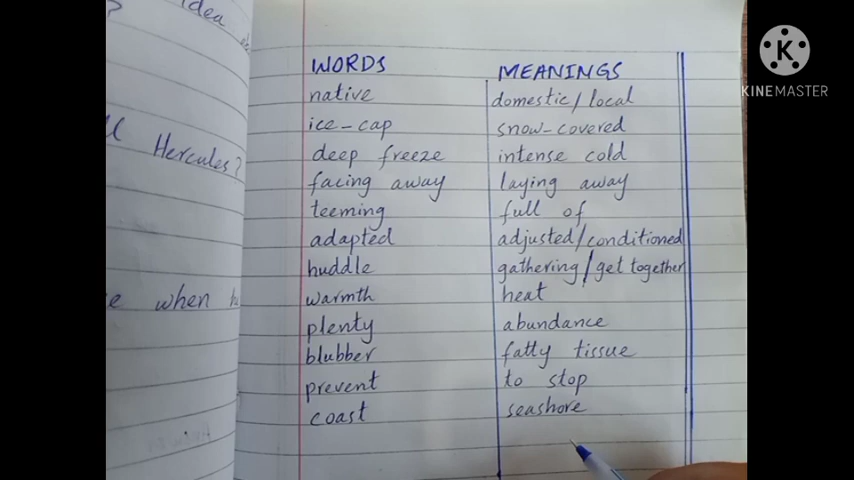 idea
Hercules?
when
WORDS MEANINGS
native domestic/local
ice-cap snow-covered
deep freeze intense cold
facing away laying away
teeming full of
adapted adjusted/conditioned
huddle gathering/get together
warmth heat
plenty abundance
blubber fatty tissue
prevent to stop
coast seashore
K
KINEMASTER